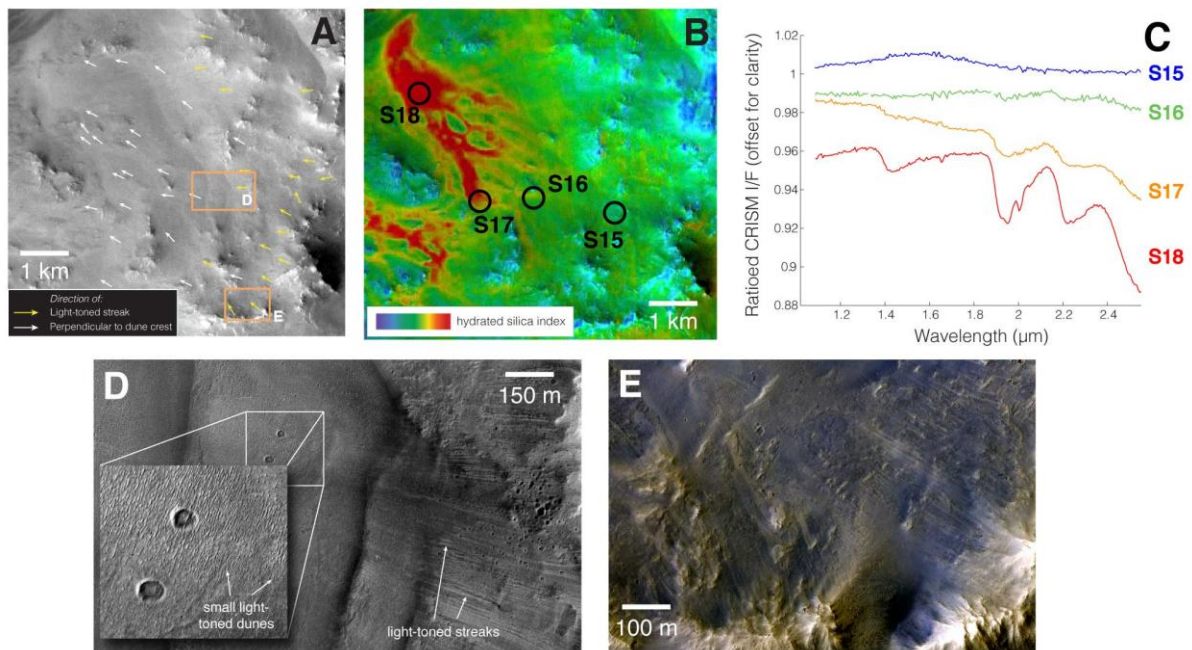 A
D
1 km
Direction of:
Light-toned streak
Perpendicular to dune crest
E
B
S18
S16
S17
S15
hydrated silica index
1 km
C
Ratioed CRISM I/F (offset for clarity)
1.02
1
0.98
0.96
0.94
0.92
0.9
0.88
1.2 1.4 1.6 1.8 2 2.2 2.4
Wavelength (µm)
S15
S16
S17
S18
D
150 m
small light-
toned dunes
light-toned streaks
E
100 m